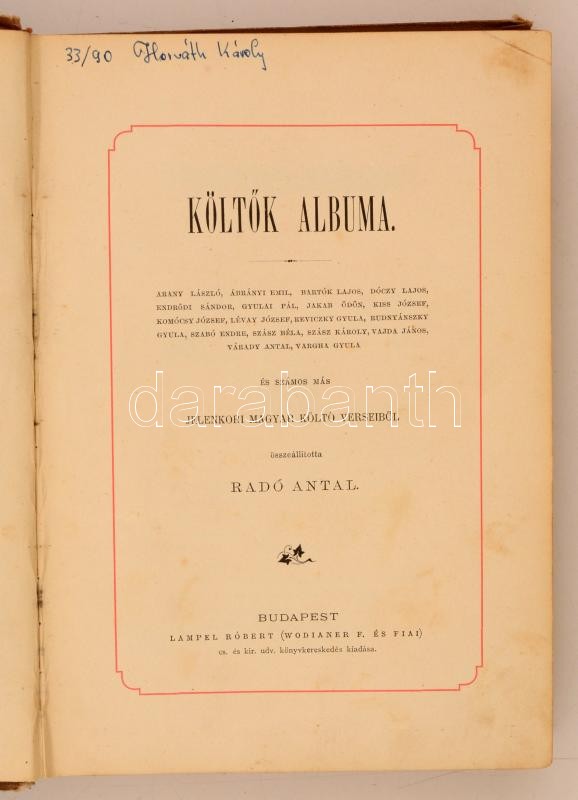 33/90 Horváth Károly
KÖLTŐK ALBUMA.
ARANY LÁSZLÓ, ÁBRÁNYI EMIL, BARTÓK LAJOS, DÓCZY LAJOS,
ENDRŐDI SÁNDOR, GYULAI PÁL, JAKAB ÖDÖN, KISS JÓZSEF,
KOMÓCSY JÓZSEF, LÉVAY JÓZSEF, REVICZKY GYULA, RUDNYÁNSZKY
GYULA, SZABÓ ENDRE, SZÁSZ BÉLA, SZÁSZ KÁROLY, VAJDA JÁNOS,
VÁRADY ANTAL, VARGHA GYULA
ÉS SZÁMOS MÁS
darabanth
JELENKORI MAGYAR KÖLTŐ VERSEIBŐL
összeállította
RADÓ ANTAL.
BUDAPEST
LAMPEL RÓBERT (WODIANER F. ÉS FIAI)
cs. és kir. udv. könyvkereskedés kiadása.